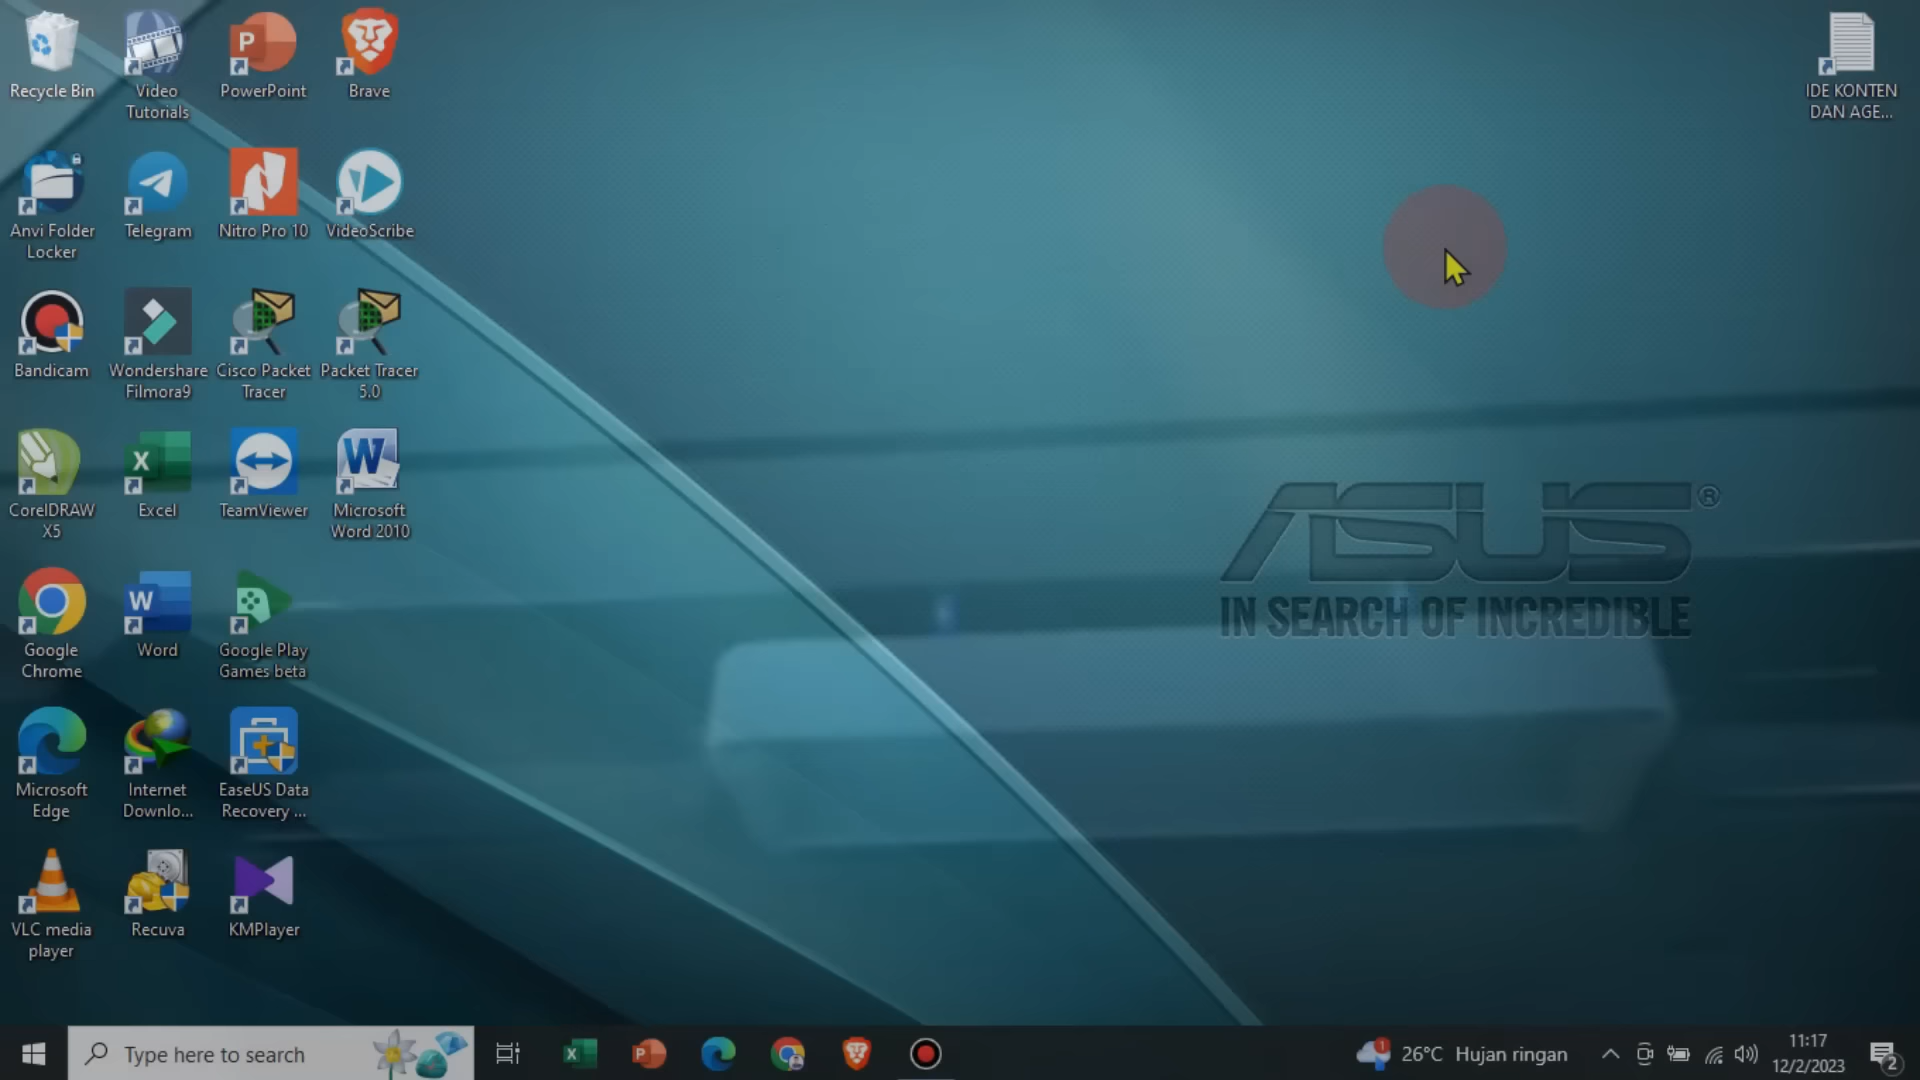 Recycle Bin
Video
Tutorials
PowerPoint
Brave
IDE KONTEN
DAN AGE...
Anvi Folder
Locker
Telegram
Nitro Pro 10
VideoScribe
Bandicam
Wondershare
Filmora9
Cisco Packet
Tracer
Packet Tracer
5.0
CorelDRAW
X5
Excel
TeamViewer
Microsoft
Word 2010
ASUS®
IN SEARCH OF INCREDIBLE
Google
Chrome
Word
Google Play
Games beta
Microsoft
Edge
Internet
Downlo...
EaseUS Data
Recovery ...
VLC media
player
Recuva
KMPlayer
Type here to search
26°C Hujan ringan
11:17
12/2/2023
2